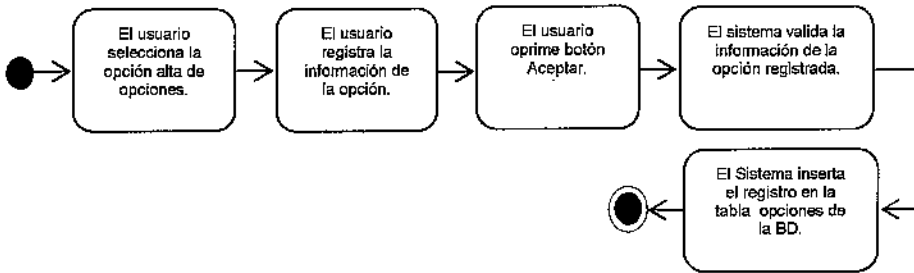 El usuario
selecciona la
opción alta de
opciones.
El usuario
registra la
información de
la opción.
El usuario
oprime botón
Aceptar.
El sistema valida la
información de la
opción registrada.
El Sistema inserta
el registro en la
tabla opciones de
la BD.